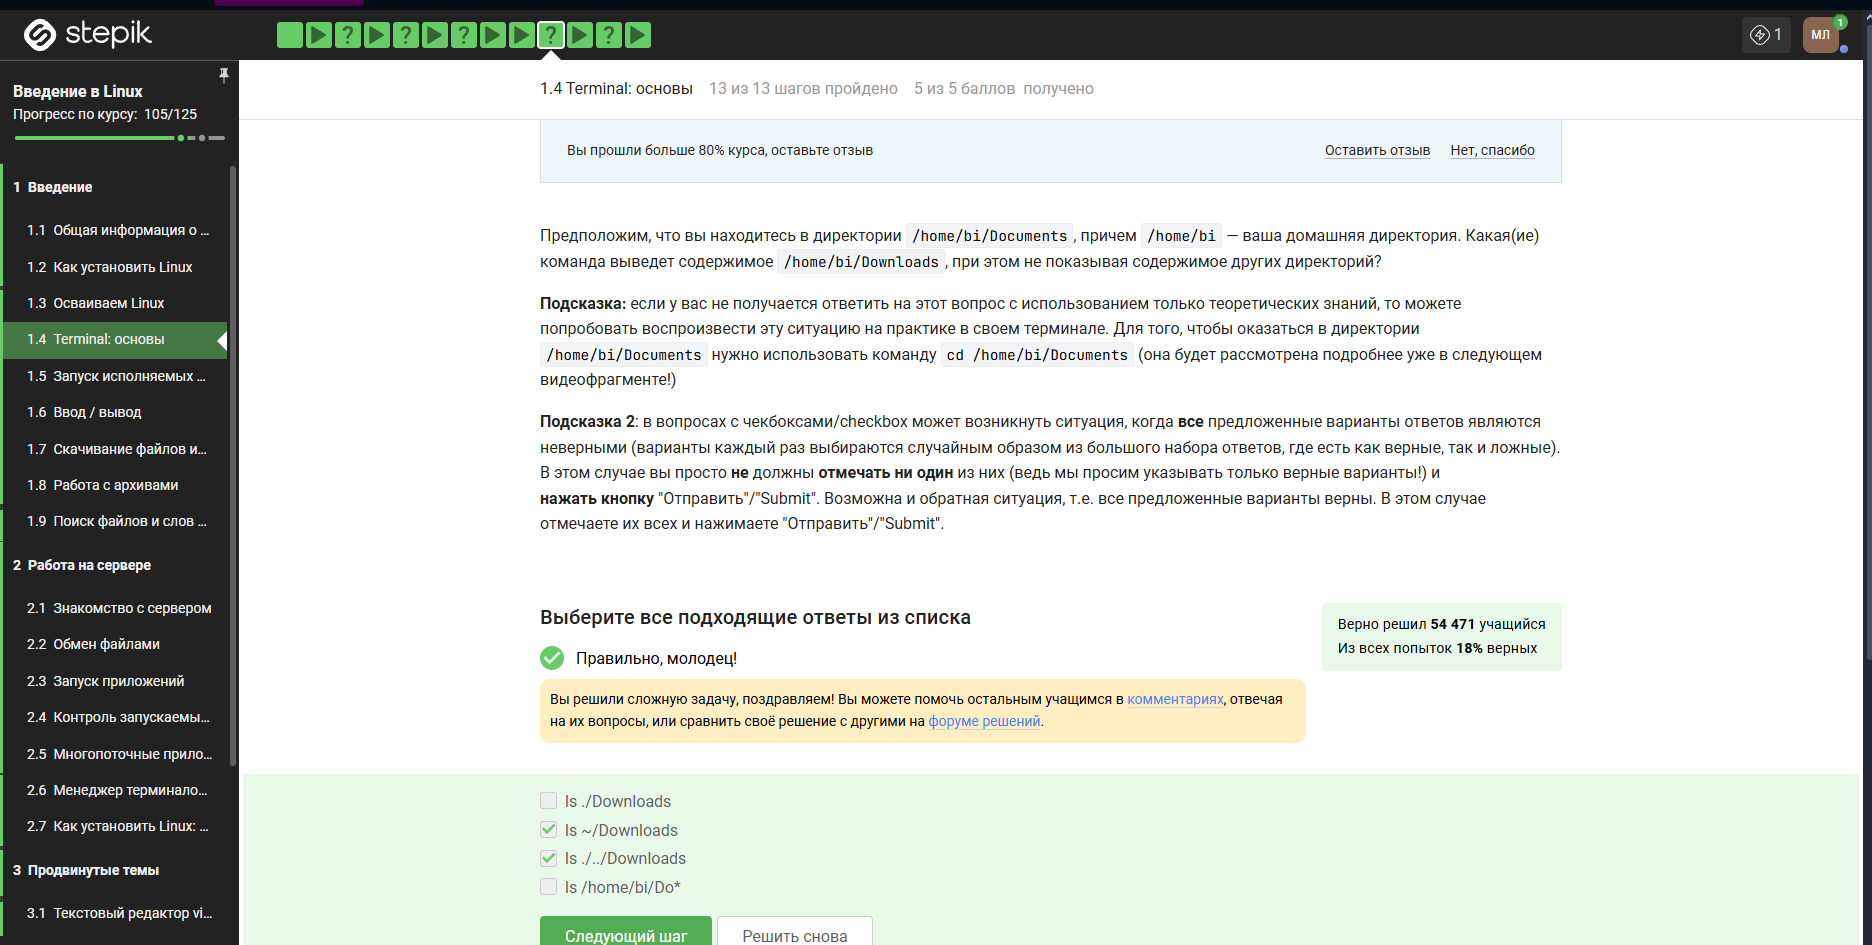 stepik
? ? ? ? ?
1
МЛ
1
Введение в Linux
Прогресс по курсу: 105/125
1 Введение
1.1 Общая информация о ...
1.2 Как установить Linux
1.3 Осваиваем Linux
1.4 Terminal: основы
1.5 Запуск исполняемых ...
1.6 Ввод / вывод
1.7 Скачивание файлов и...
1.8 Работа с архивами
1.9 Поиск файлов и слов ...
2 Работа на сервере
2.1 Знакомство с сервером
2.2 Обмен файлами
2.3 Запуск приложений
2.4 Контроль запускаемы...
2.5 Многопоточные прило...
2.6 Менеджер терминало...
2.7 Как установить Linux: ...
3 Продвинутые темы
3.1 Текстовый редактор vi...
1.4 Terminal: основы 13 из 13 шагов пройдено 5 из 5 баллов получено
Вы прошли больше 80% курса, оставьте отзыв
Оставить отзыв Нет, спасибо
Предположим, что вы находитесь в директории /home/bi/Documents, причем /home/bi — ваша домашняя директория. Какая(ие)
команда выведет содержимое /home/bi/Downloads, при этом не показывая содержимое других директорий?
Подсказка: если у вас не получается ответить на этот вопрос с использованием только теоретических знаний, то можете
попробовать воспроизвести эту ситуацию на практике в своем терминале. Для того, чтобы оказаться в директории
/home/bi/Documents нужно использовать команду cd /home/bi/Documents (она будет рассмотрена подробнее уже в следующем
видеофрагменте!)
Подсказка 2: в вопросах с чекбоксами/checkbox может возникнуть ситуация, когда все предложенные варианты ответов являются
неверными (варианты каждый раз выбираются случайным образом из большого набора ответов, где есть как верные, так и ложные).
В этом случае вы просто не должны отмечать ни один из них (ведь мы просим указывать только верные варианты!) и
нажать кнопку "Отправить"/"Submit". Возможна и обратная ситуация, т.е. все предложенные варианты верны. В этом случае
отмечаете их всех и нажимаете "Отправить"/"Submit".
Выберите все подходящие ответы из списка
Правильно, молодец!
Вы решили сложную задачу, поздравляем! Вы можете помочь остальным учащимся в комментариях, отвечая
на их вопросы, или сравнить своё решение с другими на форуме решений.
Верно решил 54 471 учащийся
Из всех попыток 18% верных
ls ./Downloads
ls ~/Downloads
ls ./../Downloads
ls /home/bi/Do*
Следующий шаг
Решить снова